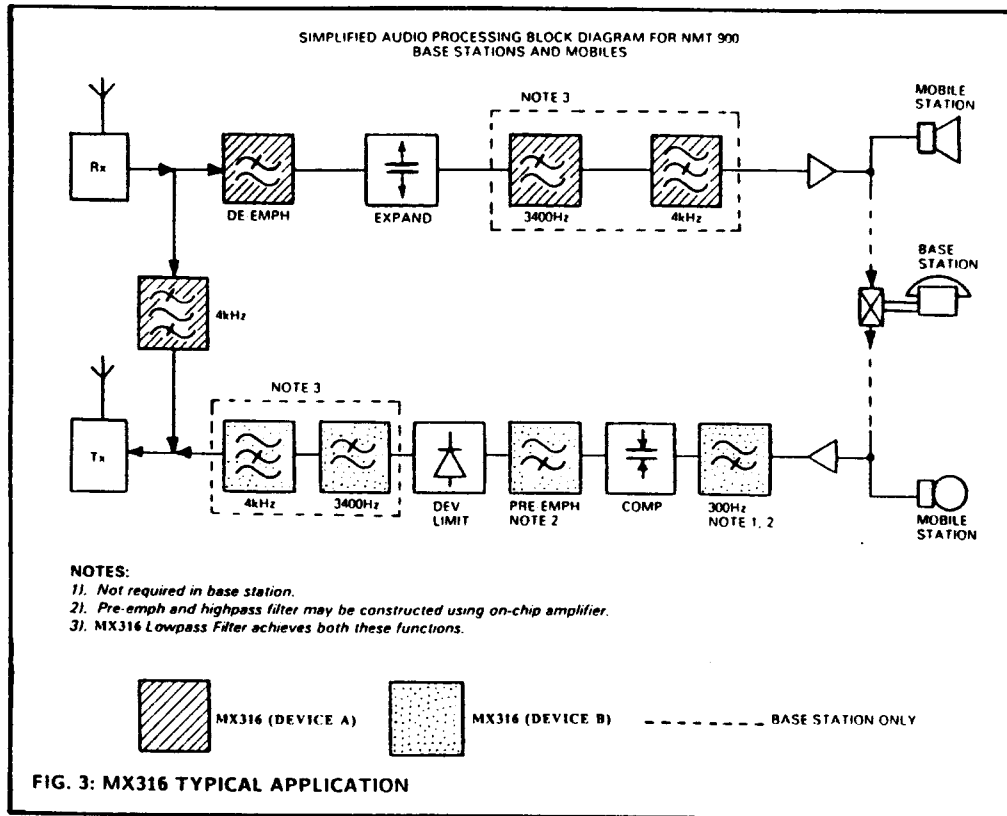 SIMPLIFIED AUDIO PROCESSING BLOCK DIAGRAM FOR NMT 900
BASE STATIONS AND MOBILES
NOTE 3
MOBILE
STATION
Rx
DE EMPH
EXPAND
3400Hz
4kHz
BASE
STATION
4kHz
NOTE 3
Tx
4kHz
3400Hz
DEV
LIMIT
PRE EMPH
NOTE 2
COMP
300Hz
NOTE 1, 2
MOBILE
STATION
NOTES:
1). Not required in base station.
2). Pre-emph and highpass filter may be constructed using on-chip amplifier.
3). MX316 Lowpass Filter achieves both these functions.
MX316 (DEVICE A)
MX316 (DEVICE B)
BASE STATION ONLY
FIG. 3: MX316 TYPICAL APPLICATION